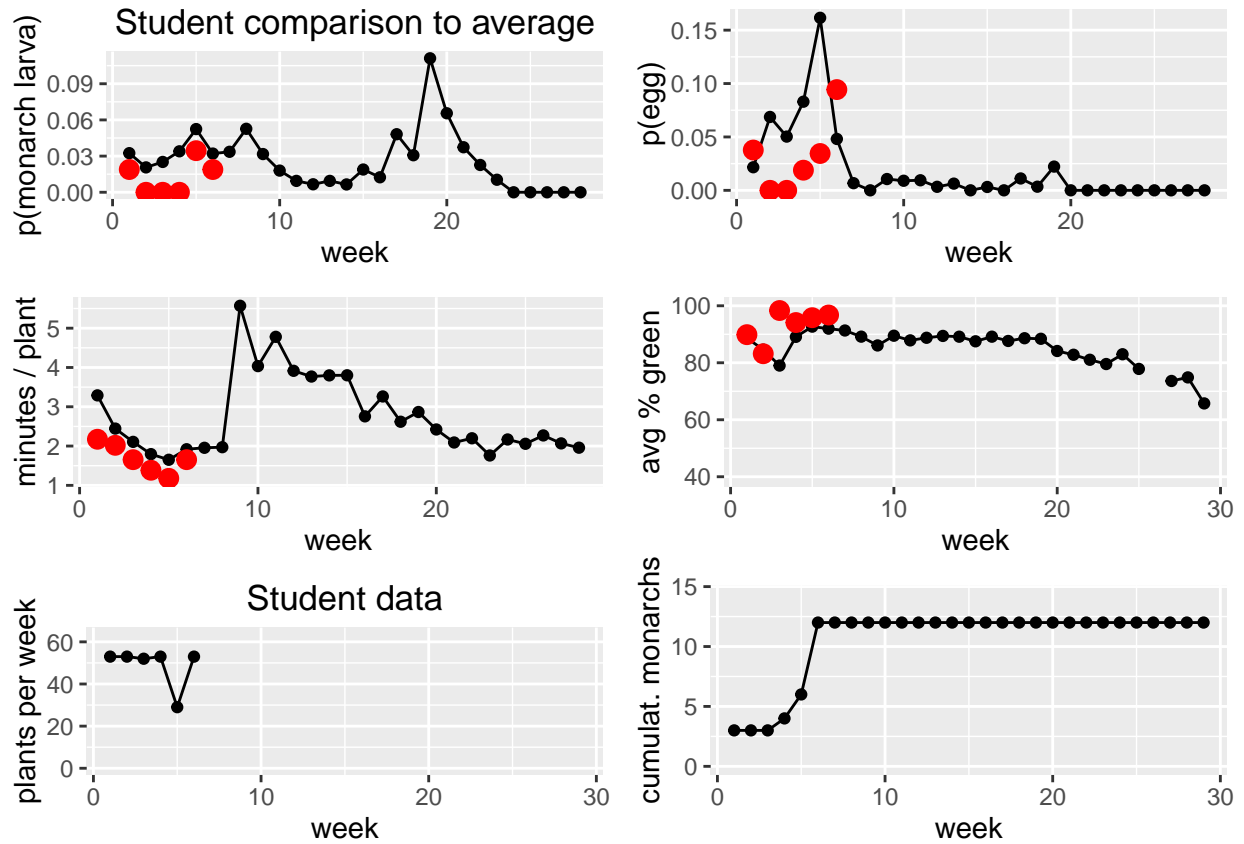 Student comparison to average
p(monarch larva)
0.09
0.06
0.03
0.00
0 10 20
week
p(egg)
0.15
0.10
0.05
0.00
0 10 20
week
minutes / plant
5
4
3
2
1
0 10 20
week
avg % green
100
80
60
40
0 10 20 30
week
Student data
plants per week
60
40
20
0
0 10 20 30
week
cumulat. monarchs
15
10
5
0
0 10 20 30
week